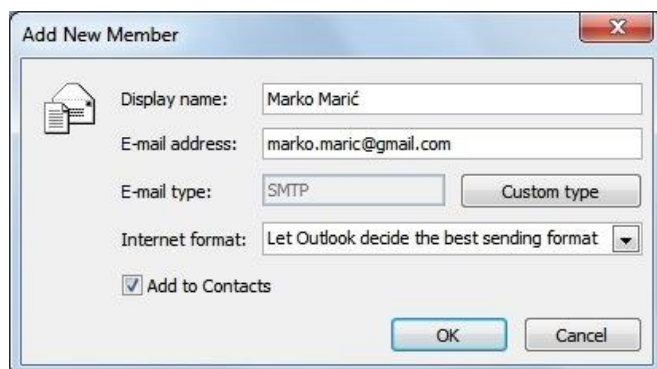 Add New Member
Display name: Marko Marić
E-mail address: marko.maric@gmail.com
E-mail type: SMTP Custom type
Internet format: Let Outlook decide the best sending format
Add to Contacts
OK Cancel